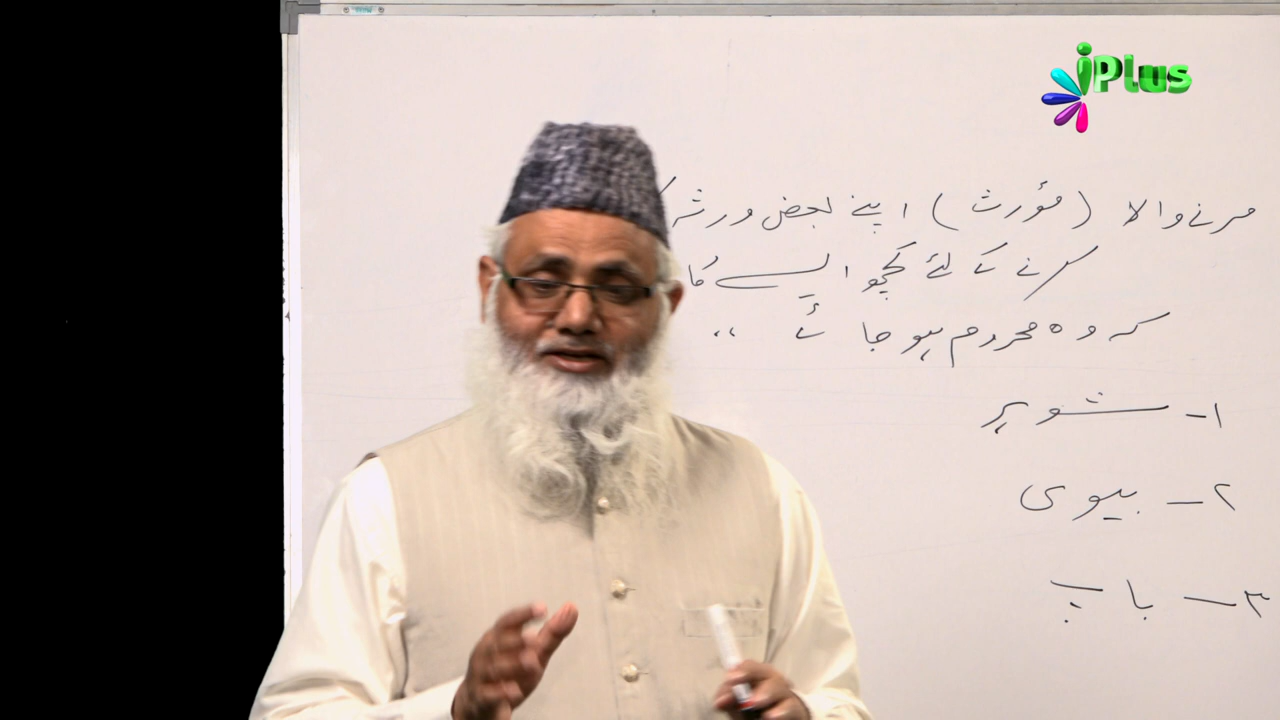 iPlus
مرنے والا (مؤرث) اپنے بعض ورثہ
کرنے کے لئے کچھ ایسے کا
کہ وہ محروم ہو جائے ،،
۱- شوہر
۲- بیوی
۳- باپ